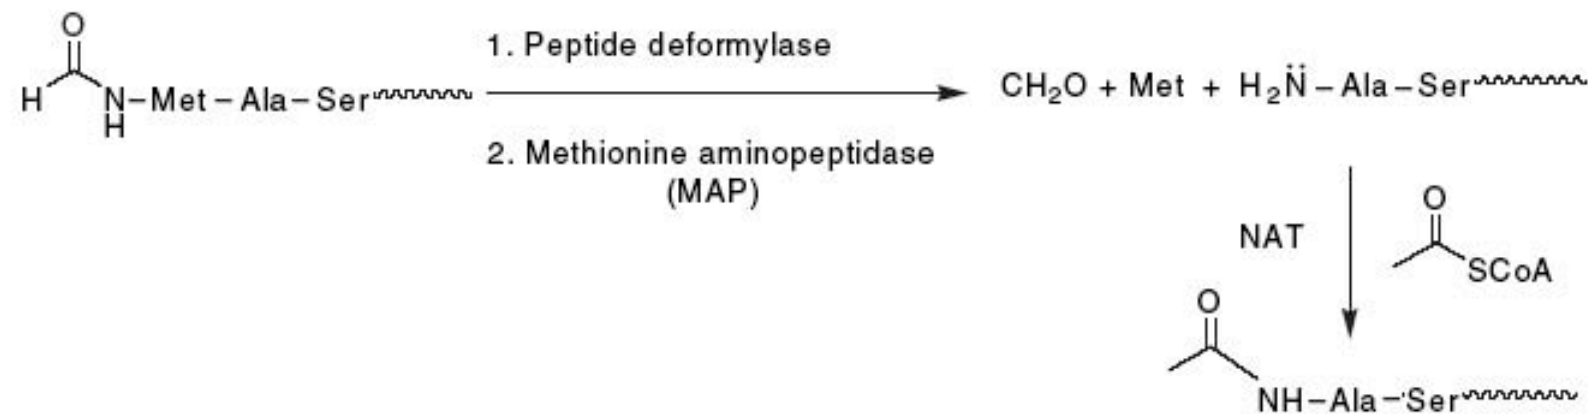 O
H
N–Met–Ala–Ser
H
1. Peptide deformylase
2. Methionine aminopeptidase
(MAP)
CH₂O + Met + H₂N̈–Ala–Ser
NAT
O
SCoA
O
NH–Ala–Ser